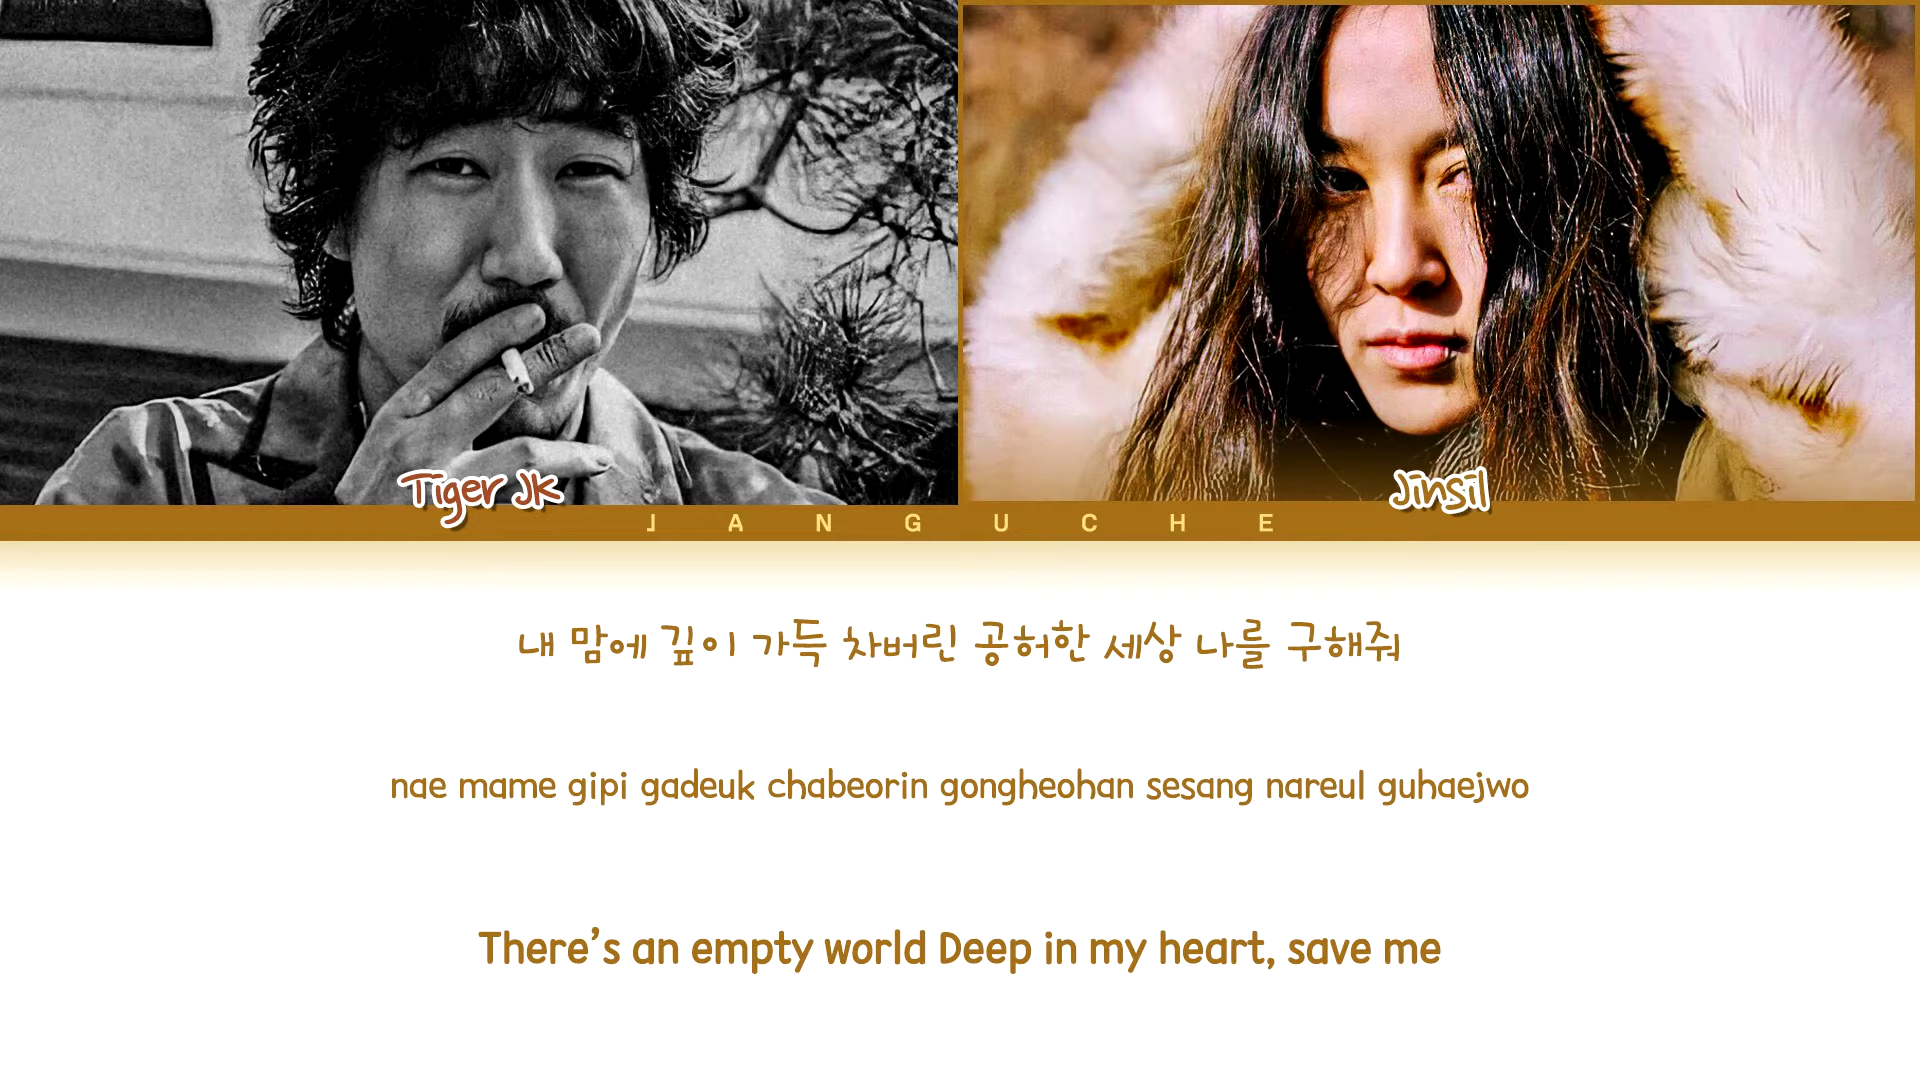 Tiger JK
Jinsil
JANGUCHE
내 맘에 깊이 가득 차버린 공허한 세상 나를 구해줘
nae mame gipi gadeuk chabeorin gongheohan sesang nareul guhaejwo
There's an empty world Deep in my heart, save me